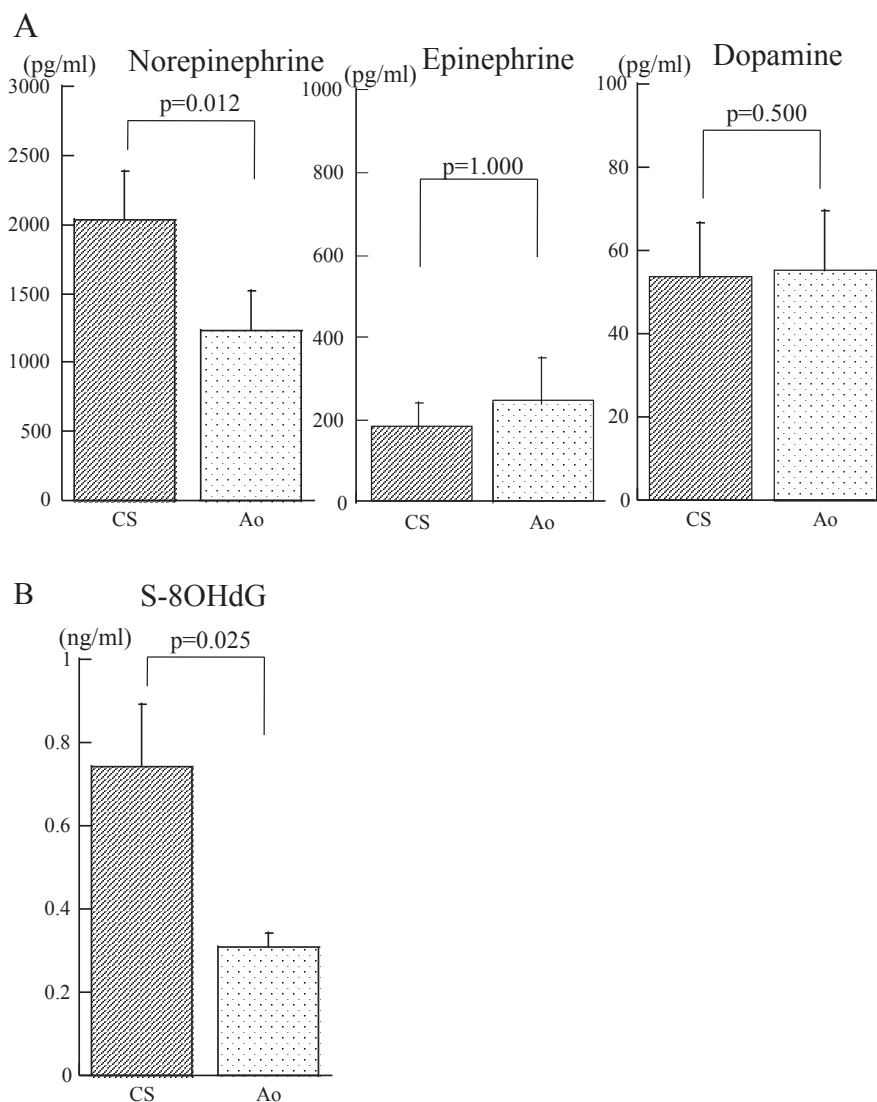 A
(pg/ml) Norepinephrine
3000
p=0.012
2500
2000
1500
1000
500
0
CS Ao
(pg/ml) Epinephrine
1000
p=1.000
800
600
400
200
0
CS Ao
(pg/ml) Dopamine
100
p=0.500
80
60
40
20
0
CS Ao
B
S-8OHdG
(ng/ml)
p=0.025
1
0.8
0.6
0.4
0.2
0
CS Ao